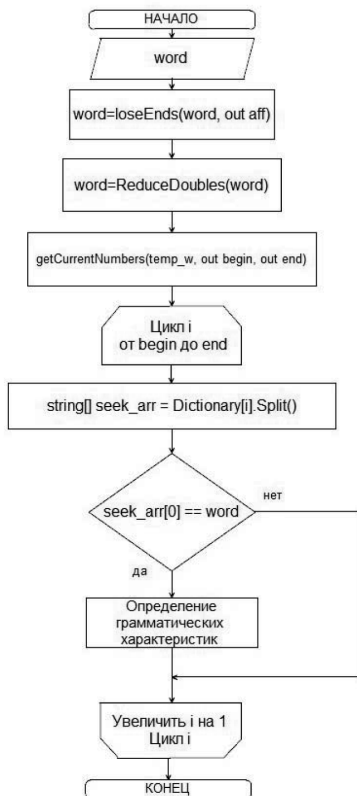 НАЧАЛО
word
word=loseEnds(word, out aff)
word=ReduceDoubles(word)
getCurrentNumbers(temp_w, out begin, out end)
Цикл i
от begin до end
string[] seek_arr = Dictionary[i].Split()
нет
seek_arr[0] == word
да
Определение
грамматических
характеристик
Увеличить i на 1
Цикл i
КОНЕЦ